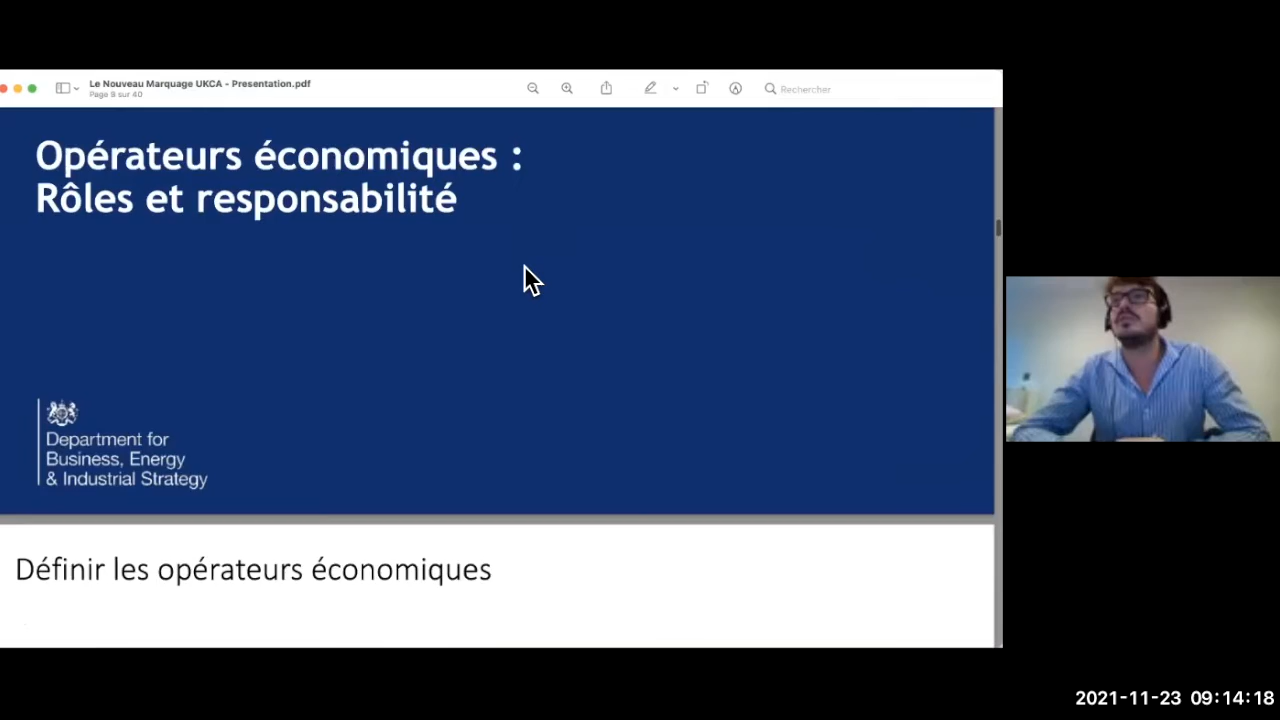 Le Nouveau Marquage UKCA - Presentation.pdf
Page 9 sur 40
Rechercher
Opérateurs économiques :
Rôles et responsabilité
Department for
Business, Energy
& Industrial Strategy
Définir les opérateurs économiques
2021-11-23 09:14:18